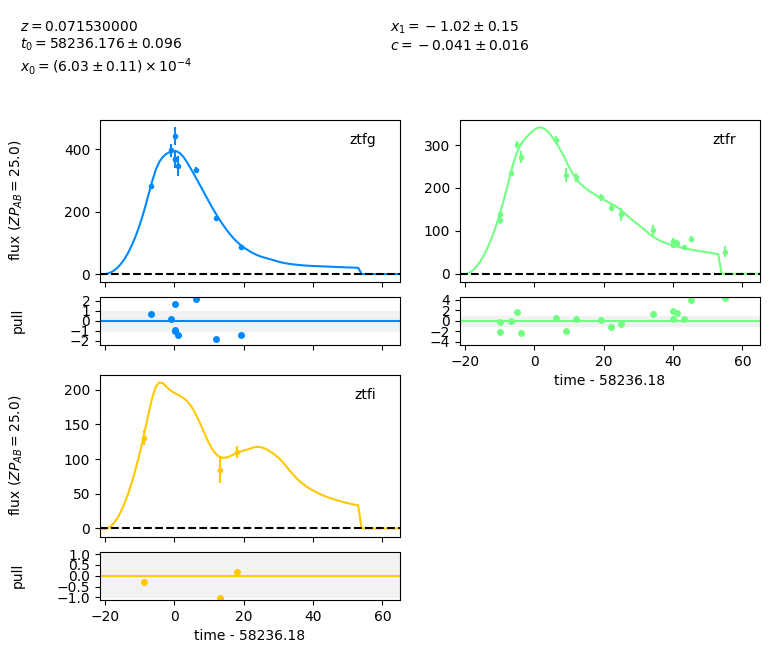 z = 0.071530000
t0 = 58236.176 ± 0.096
x0 = (6.03 ± 0.11) × 10^−4
x1 = −1.02 ± 0.15
c = −0.041 ± 0.016
ztfg
flux (ZP_AB = 25.0)
400
200
0
ztfr
300
200
100
0
pull
2
1
0
−1
−2
4
2
0
−2
−4
−20 0 20 40 60
time - 58236.18
ztfi
flux (ZP_AB = 25.0)
200
150
100
50
0
pull
1.0
0.5
0.0
−0.5
−1.0
−20 0 20 40 60
time - 58236.18